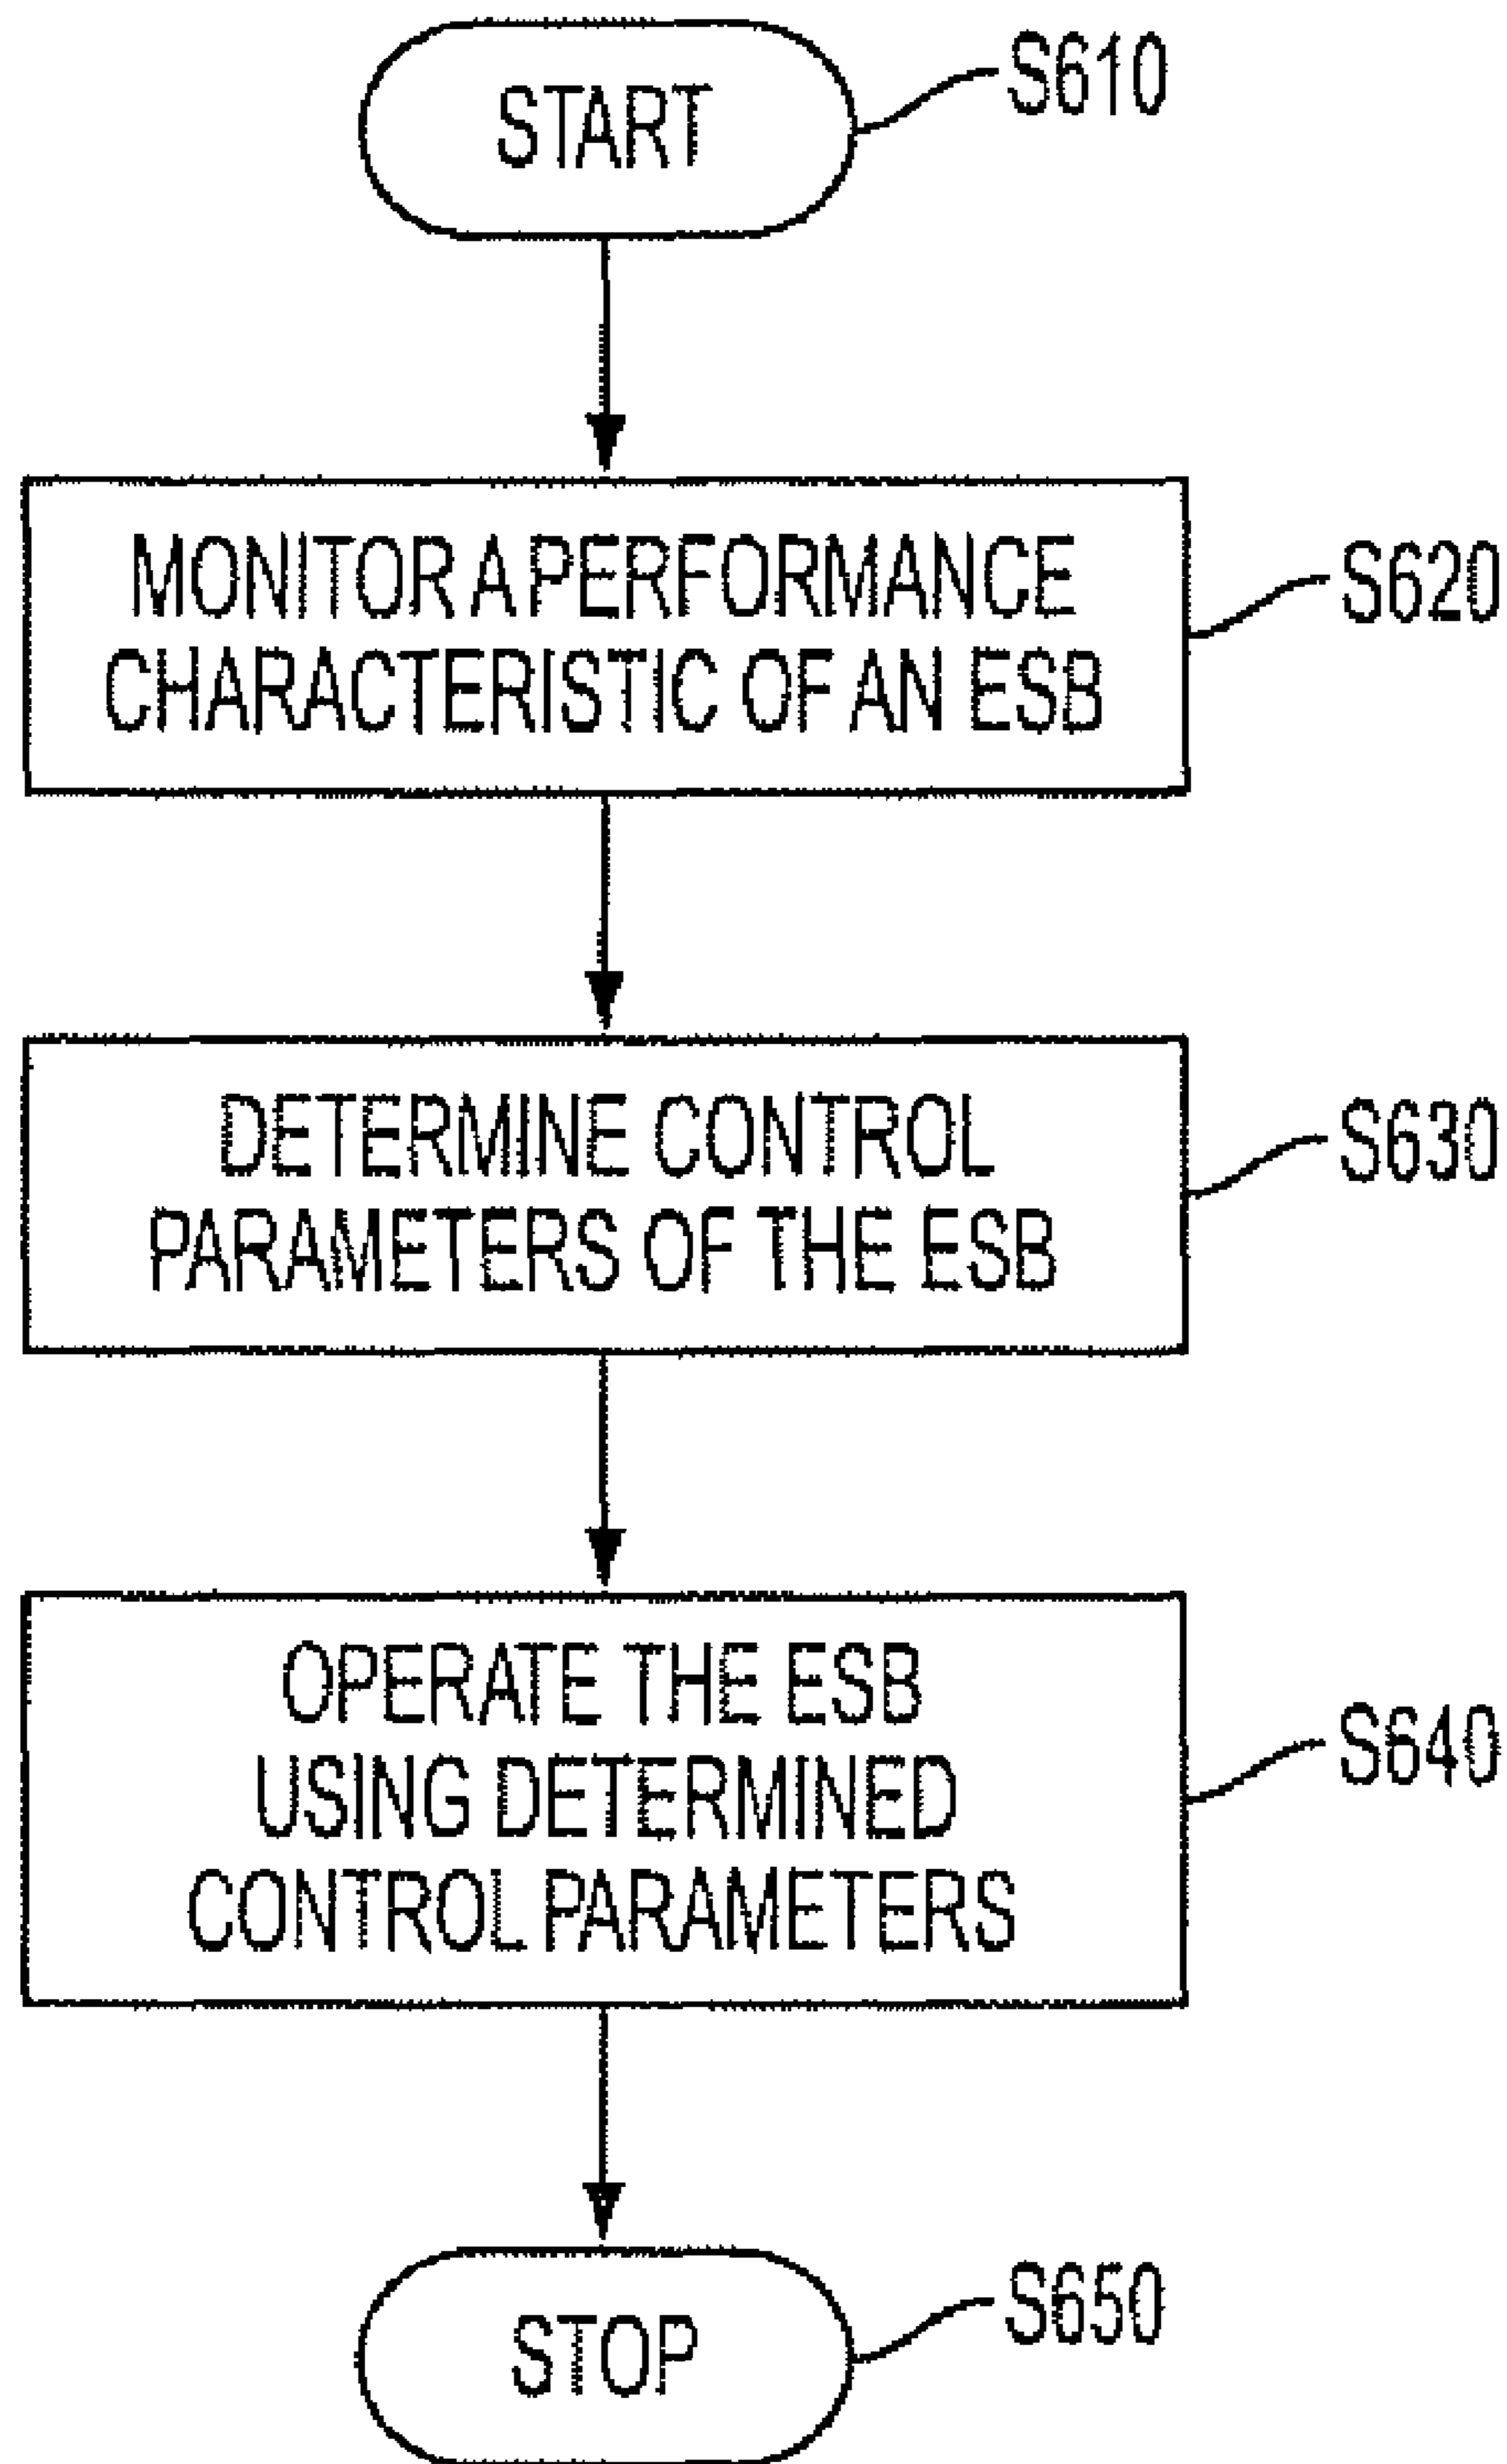 START
S610
MONITOR A PERFORMANCE
CHARACTERISTIC OF AN ESB
S620
DETERMINE CONTROL
PARAMETERS OF THE ESB
S630
OPERATE THE ESB
USING DETERMINED
CONTROL PARAMETERS
S640
STOP
S650